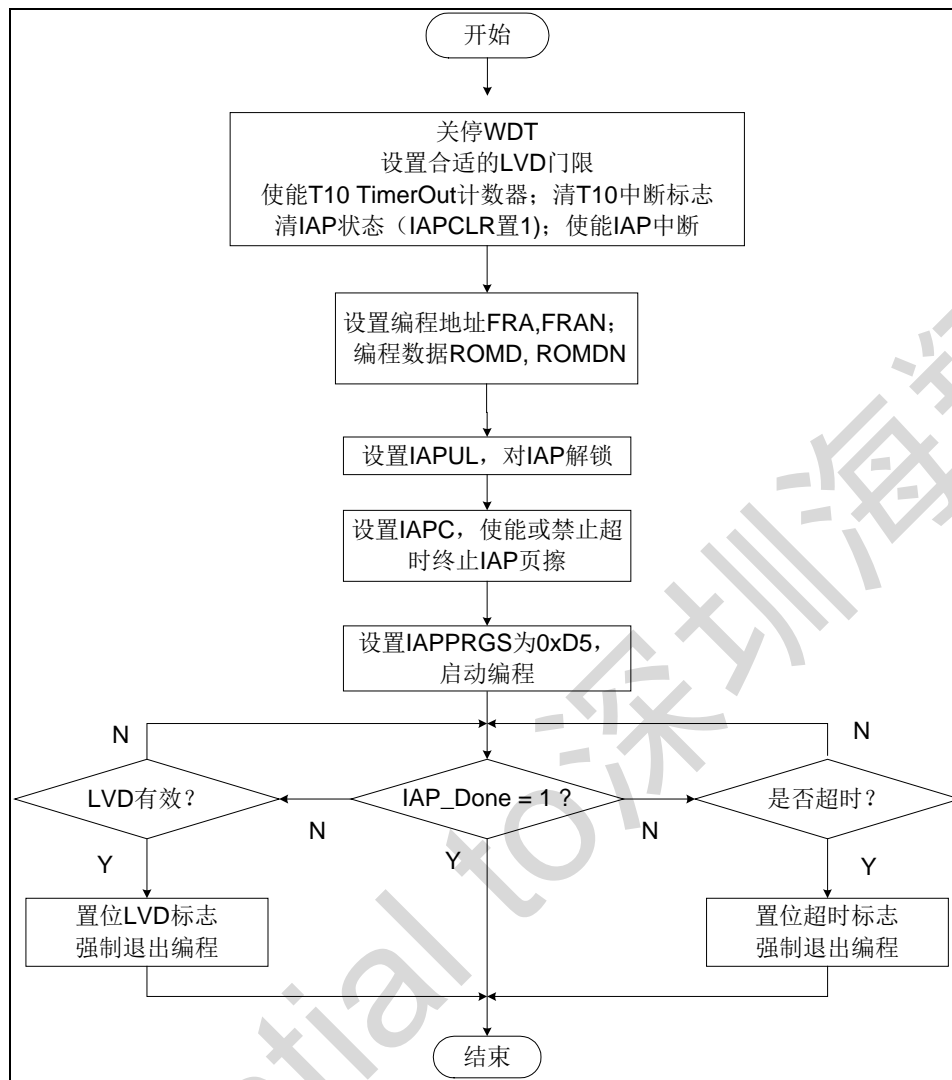 开始
关停WDT
设置合适的LVD门限
使能T10 TimerOut计数器；清T10中断标志
清IAP状态（IAPCLR置1)；使能IAP中断
设置编程地址FRA,FRAN；
编程数据ROMD, ROMDN
设置IAPUL，对IAP解锁
设置IAPC，使能或禁止超
时终止IAP页擦
设置IAPPRGS为0xD5，
启动编程
N
N
LVD有效？
IAP_Done = 1 ?
是否超时？
N
N
Y
Y
Y
置位LVD标志
强制退出编程
置位超时标志
强制退出编程
结束
tial to深圳海